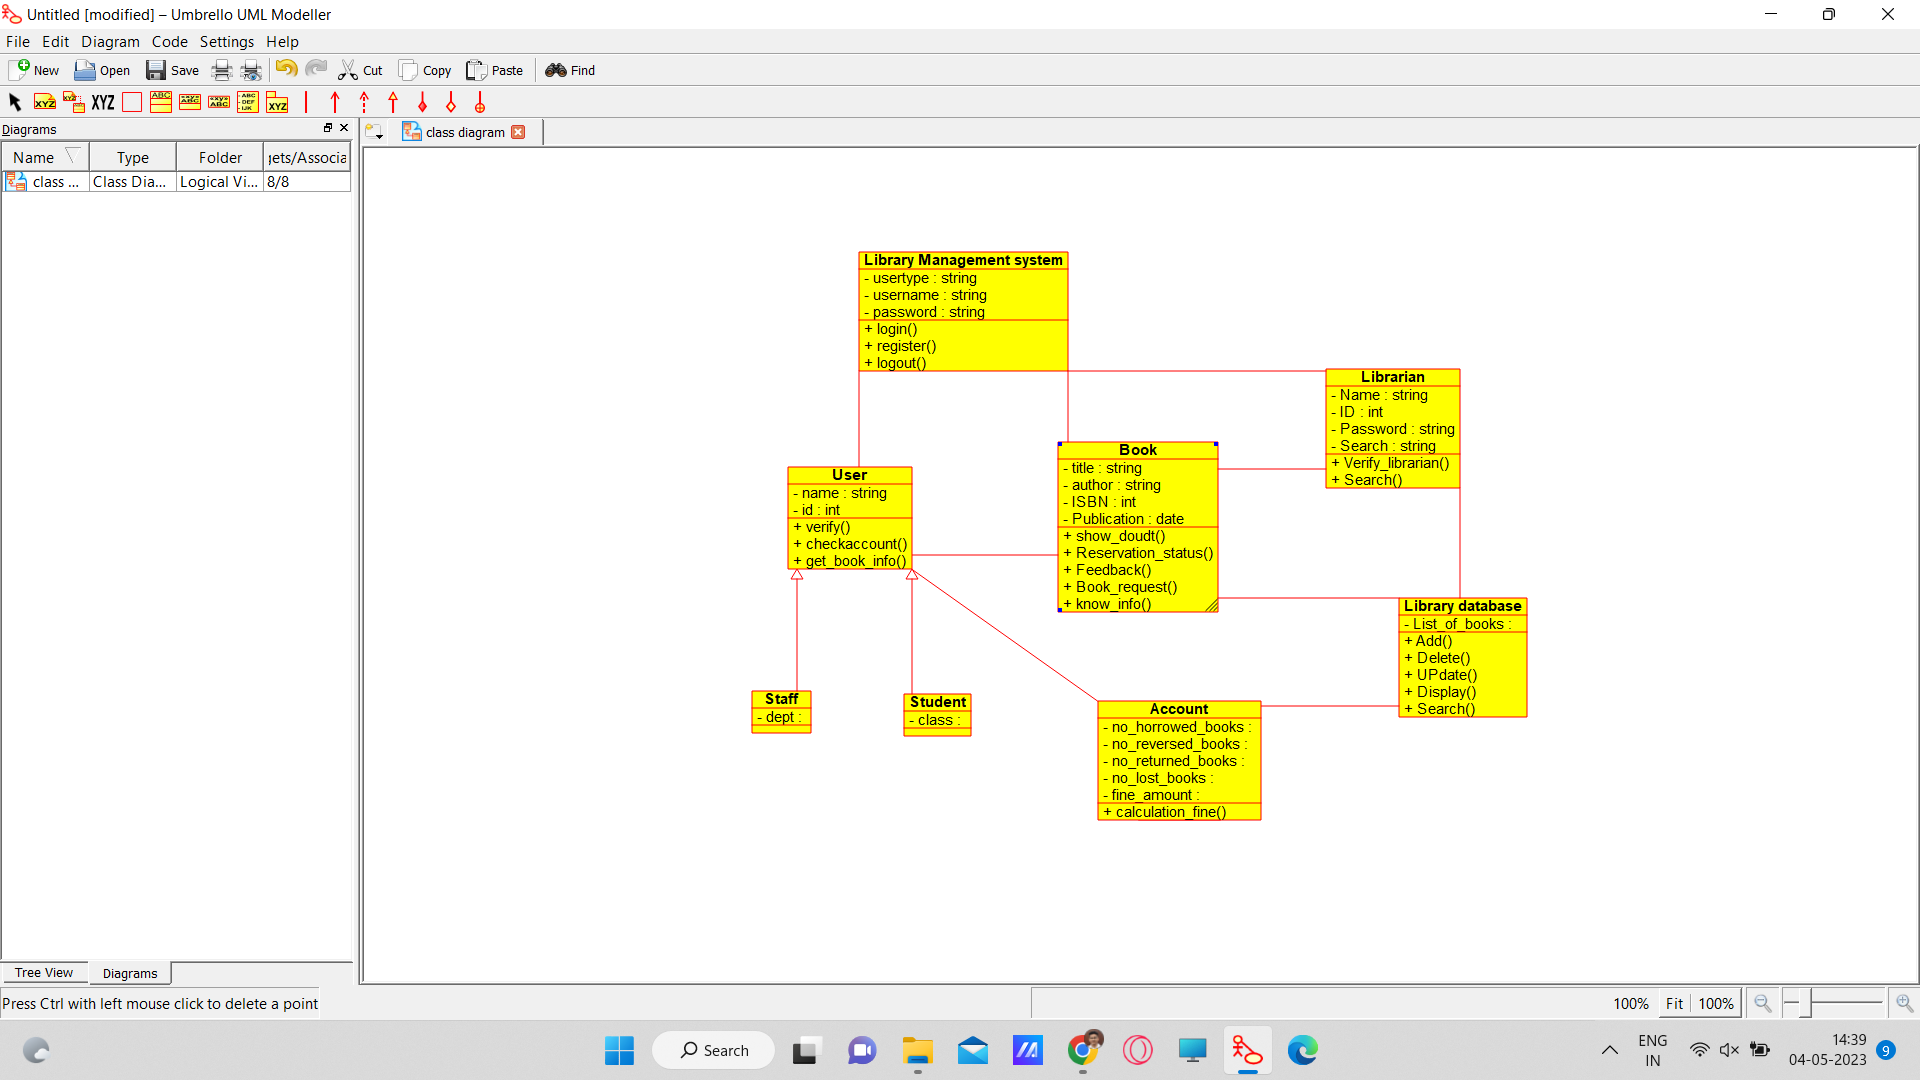 Untitled [modified] – Umbrello UML Modeller
File Edit Diagram Code Settings Help
New Open Save Cut Copy Paste Find
XYZ XYZ ABC ABC XYZ
Diagrams
class diagram
Name Type Folder jets/Associa
class ... Class Dia... Logical Vi... 8/8
Library Management system
- usertype : string
- username : string
- password : string
+ login()
+ register()
+ logout()
Librarian
- Name : string
- ID : int
- Password : string
- Search : string
+ Verify_librarian()
+ Search()
Book
- title : string
- author : string
- ISBN : int
- Publication : date
+ show_doudt()
+ Reservation_status()
+ Feedback()
+ Book_request()
+ know_info()
User
- name : string
- id : int
+ verify()
+ checkaccount()
+ get_book_info()
Library database
- List_of_books :
+ Add()
+ Delete()
+ UPdate()
+ Display()
+ Search()
Staff
- dept :
Student
- class :
Account
- no_horrowed_books :
- no_reversed_books :
- no_returned_books :
- no_lost_books :
- fine_amount :
+ calculation_fine()
Tree View Diagrams
Press Ctrl with left mouse click to delete a point
100% Fit 100%
Search
ENG
IN
14:39
04-05-2023
9